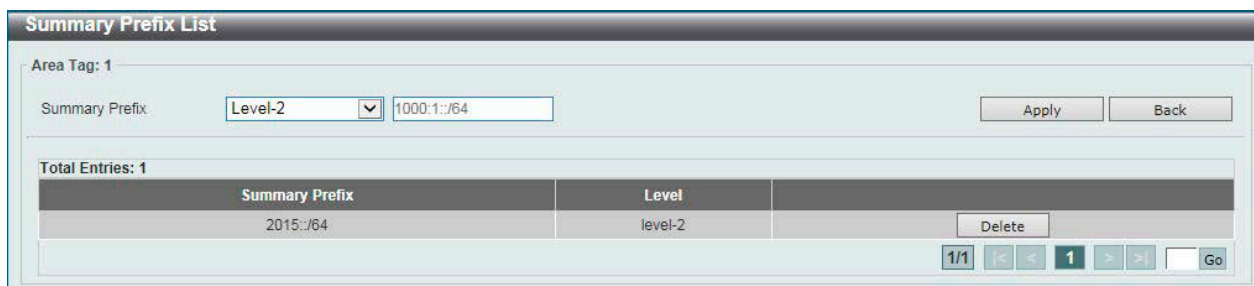 Summary Prefix List
Area Tag: 1
Summary Prefix Level-2 1000:1::/64 Apply Back
Total Entries: 1
Summary Prefix Level
2015::/64 level-2 Delete
1/1 |< < 1 > >| Go